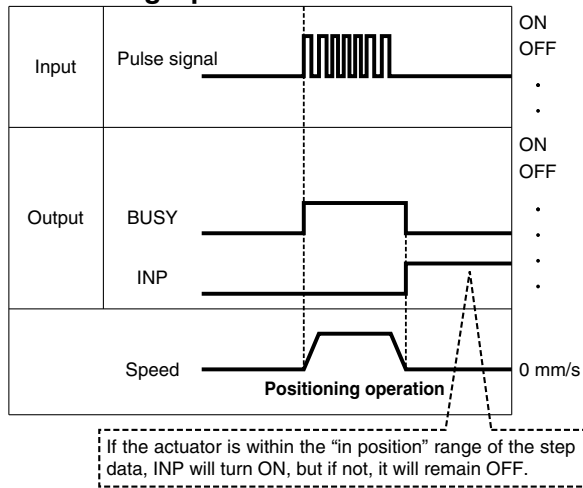 ON
OFF
Input
Pulse signal
ON
OFF
Output
BUSY
INP
Speed
0 mm/s
Positioning operation
If the actuator is within the “in position” range of the step
data, INP will turn ON, but if not, it will remain OFF.